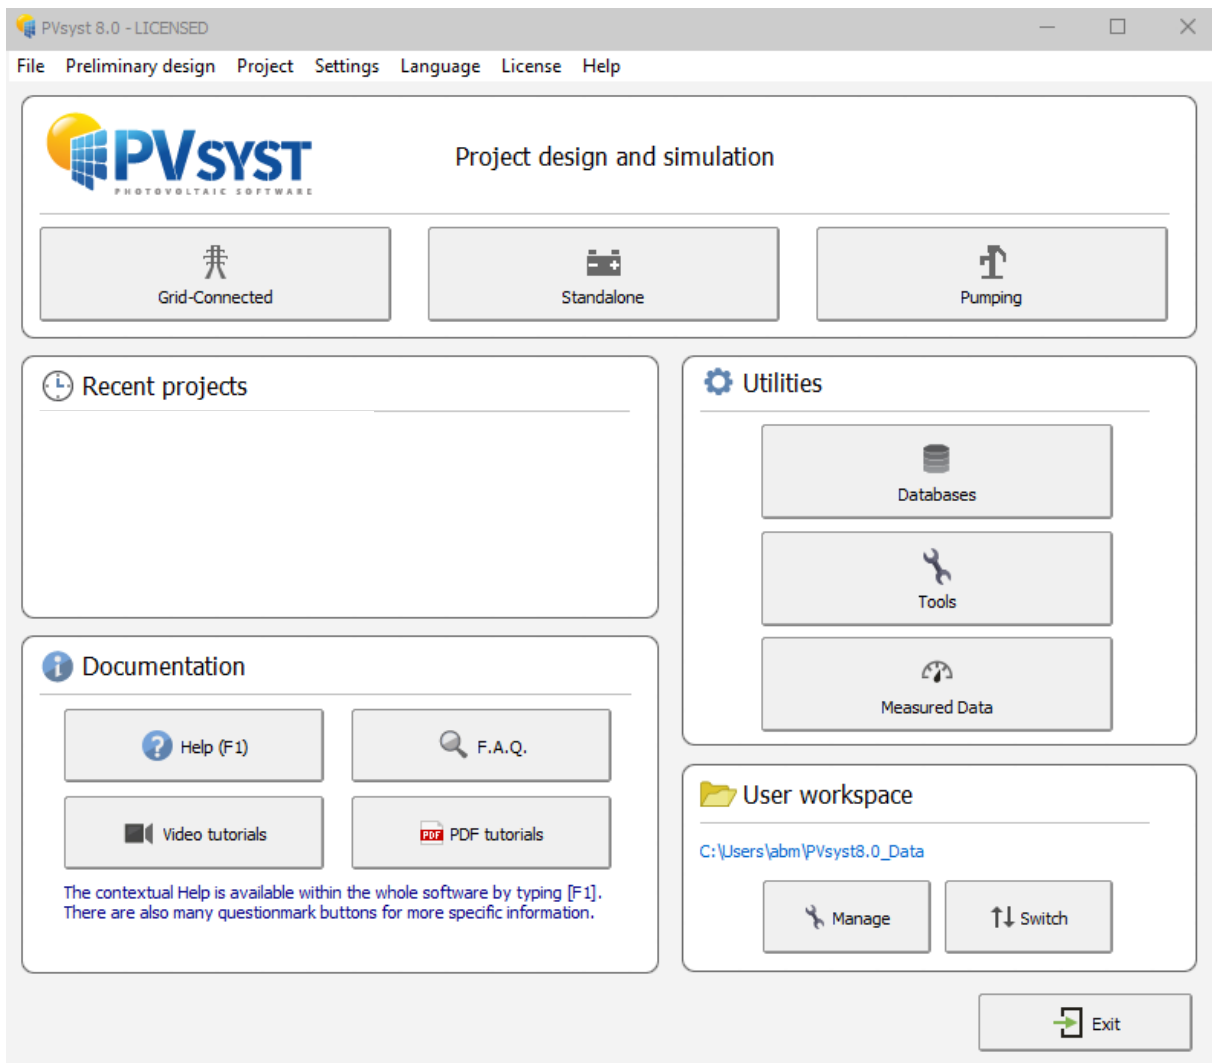 PVsyst 8.0 - LICENSED
File Preliminary design Project Settings Language License Help
PVSYST
PHOTOVOLTAIC SOFTWARE
Project design and simulation
Grid-Connected
Standalone
Pumping
Recent projects
Utilities
Databases
Tools
Measured Data
Documentation
Help (F1)
F.A.Q.
Video tutorials
PDF
PDF tutorials
The contextual Help is available within the whole software by typing [F1].
There are also many questionmark buttons for more specific information.
User workspace
C:\Users\abm\PVsyst8.0_Data
Manage
Switch
Exit